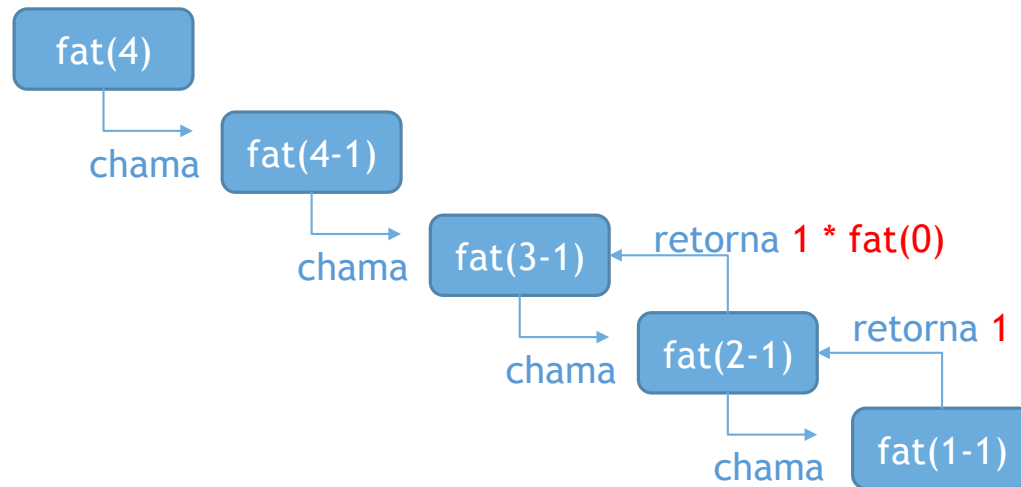 fat(4)
chama
fat(4-1)
chama
fat(3-1)
retorna 1 * fat(0)
chama
fat(2-1)
retorna 1
chama
fat(1-1)